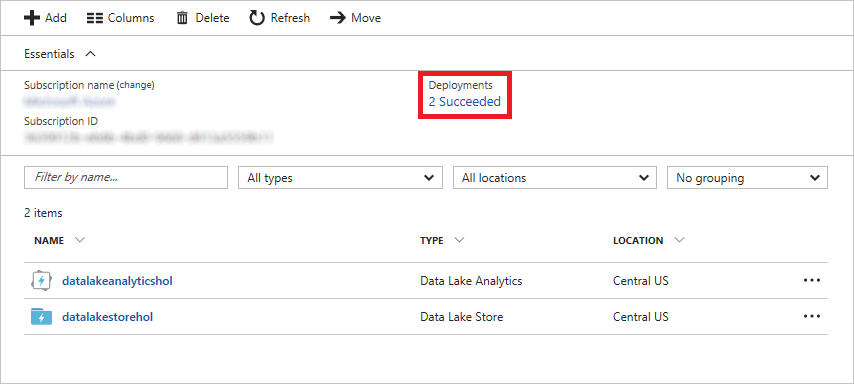 Add Columns Delete Refresh Move
Essentials
Subscription name (change) Deployments
2 Succeeded
Subscription ID
Filter by name... All types All locations No grouping
2 items
NAME TYPE LOCATION
datalakeanalyticshol Data Lake Analytics Central US
datalakestorehol Data Lake Store Central US